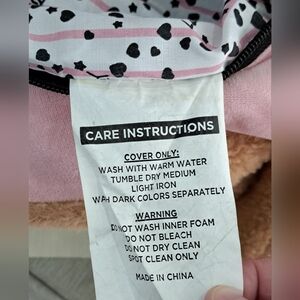 CARE INSTRUCTIONS
COVER ONLY:
WASH WITH WARM WATER
TUMBLE DRY MEDIUM
LIGHT IRON
WASH DARK COLORS SEPARATELY
WARNING
DO NOT WASH INNER FOAM
DO NOT BLEACH
DO NOT DRY CLEAN
SPOT CLEAN ONLY
MADE IN CHINA